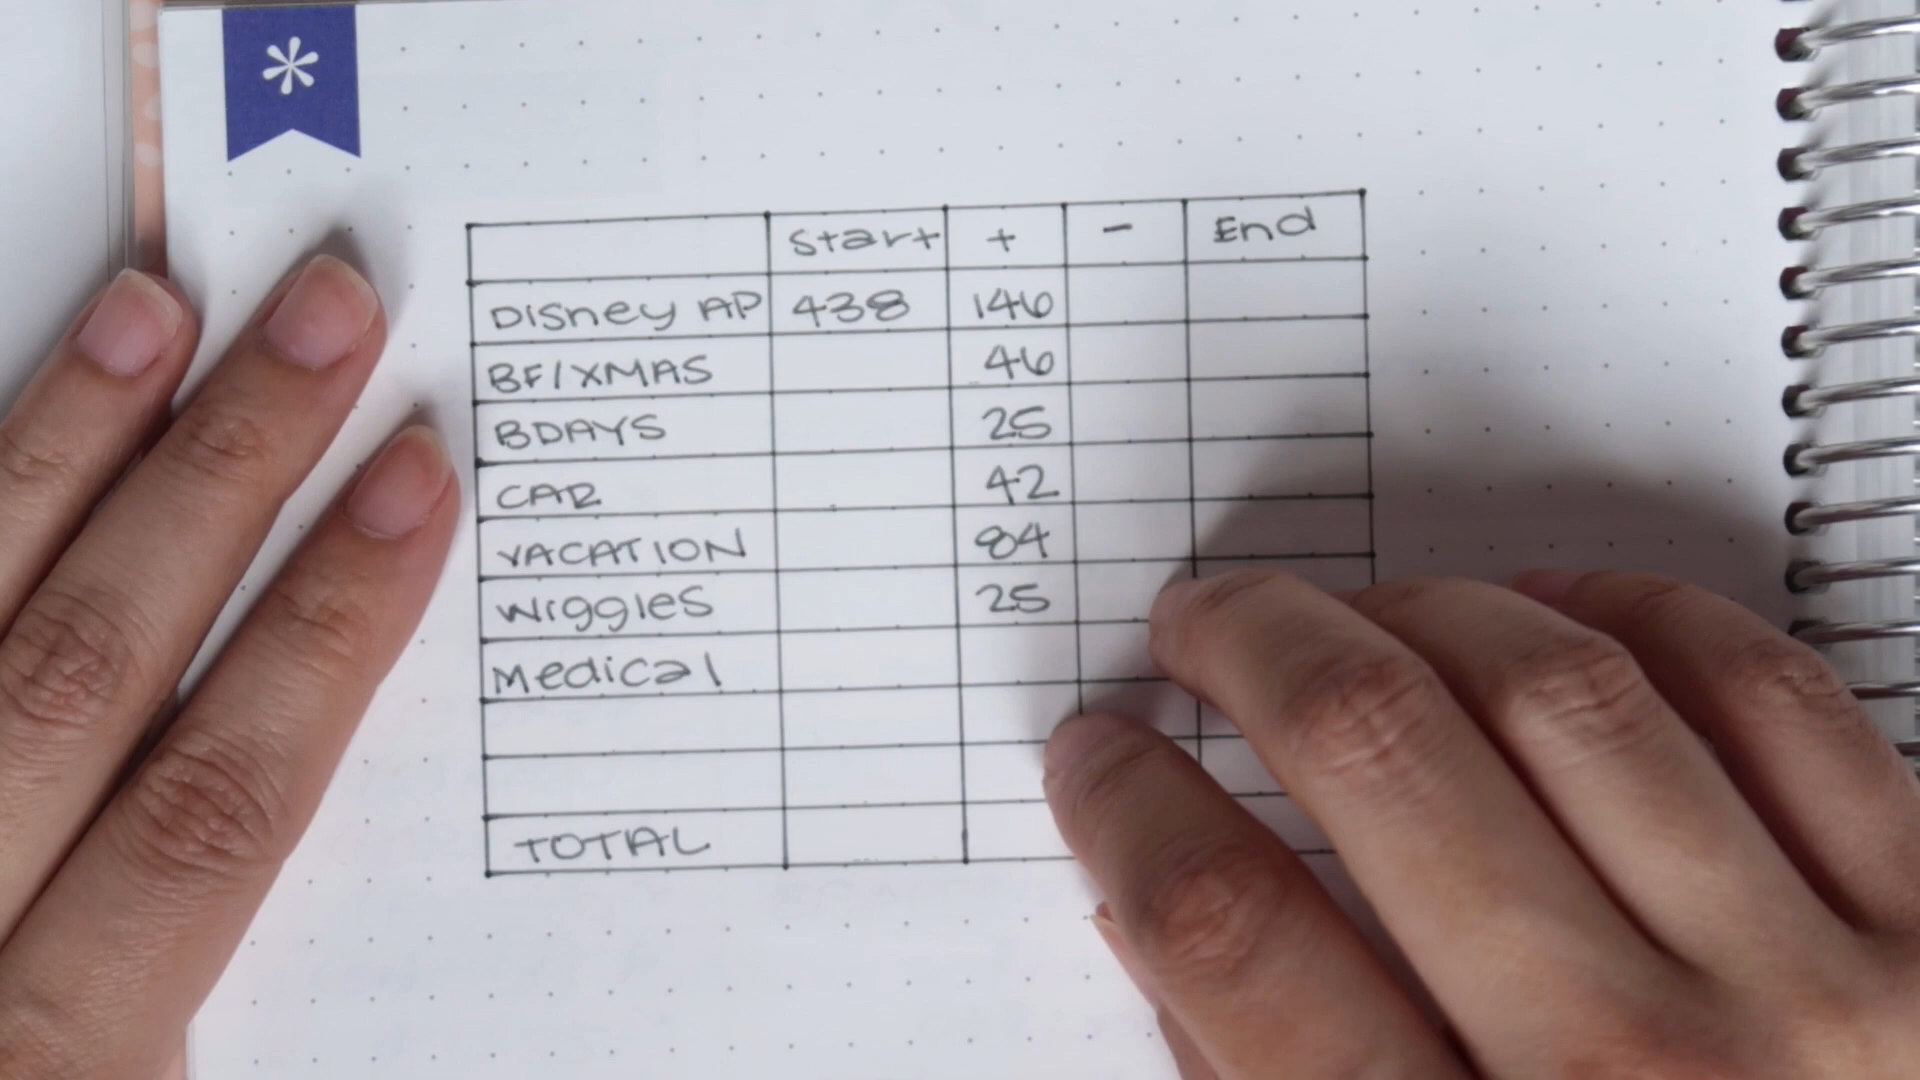 *
Start + - End
Disney AP 438 146
BF/XMAS 46
BDAYS 25
CAR 42
VACATION 84
Wiggles 25
Medical
TOTAL